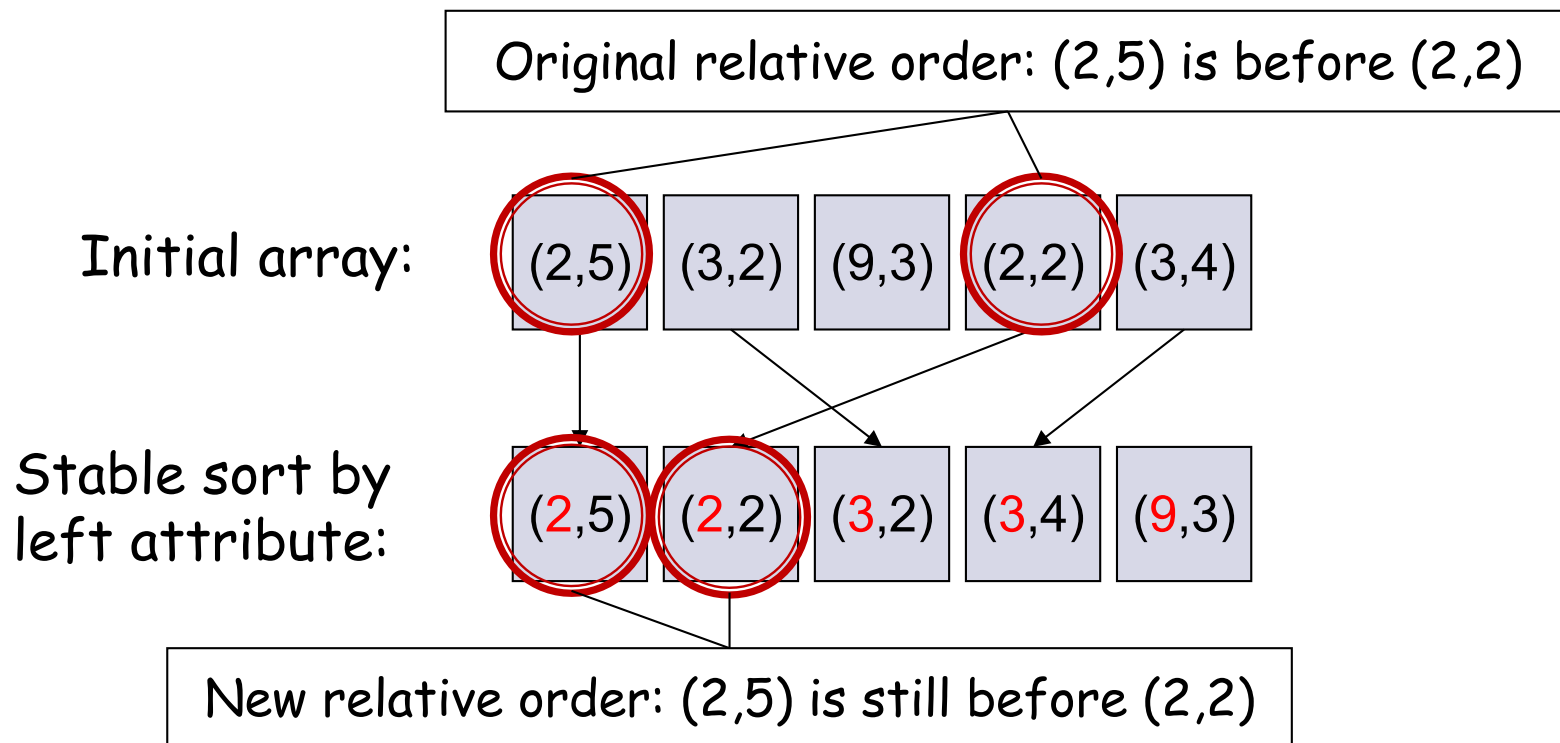 Original relative order: (2,5) is before (2,2)
Initial array:
(2,5) (3,2) (9,3) (2,2) (3,4)
Stable sort by
left attribute:
(2,5) (2,2) (3,2) (3,4) (9,3)
New relative order: (2,5) is still before (2,2)